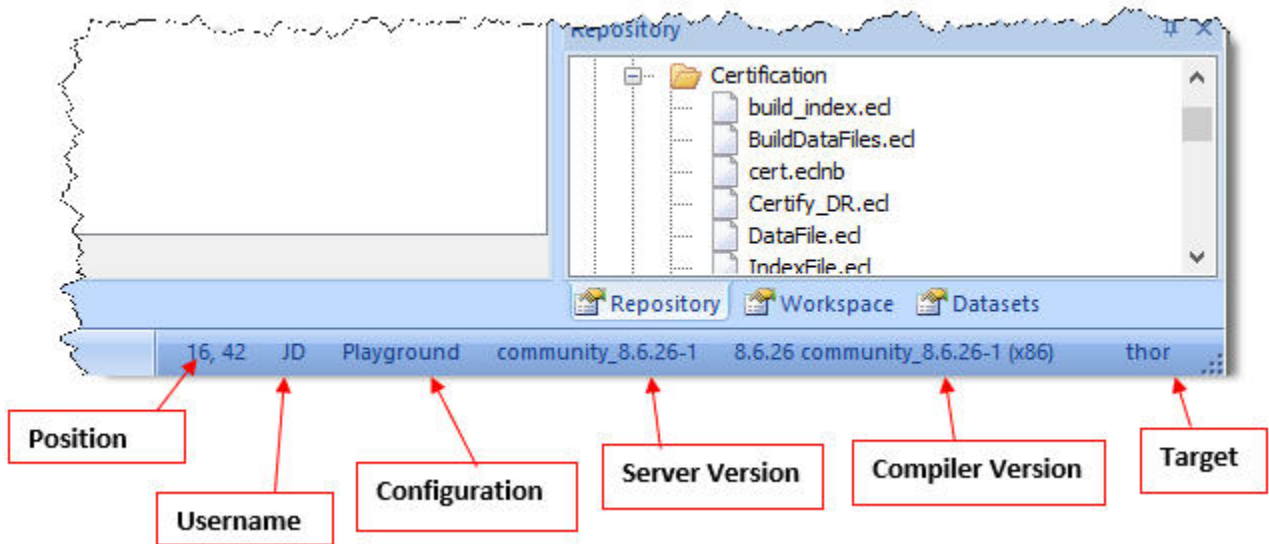 Repository
Certification
build_index.ecl
BuildDataFiles.ecl
cert.eclnb
Certify_DR.ecl
DataFile.ecl
IndexFile.ecl
Repository Workspace Datasets
16, 42 JD Playground community_8.6.26-1 8.6.26 community_8.6.26-1 (x86) thor
Position
Username
Configuration
Server Version
Compiler Version
Target